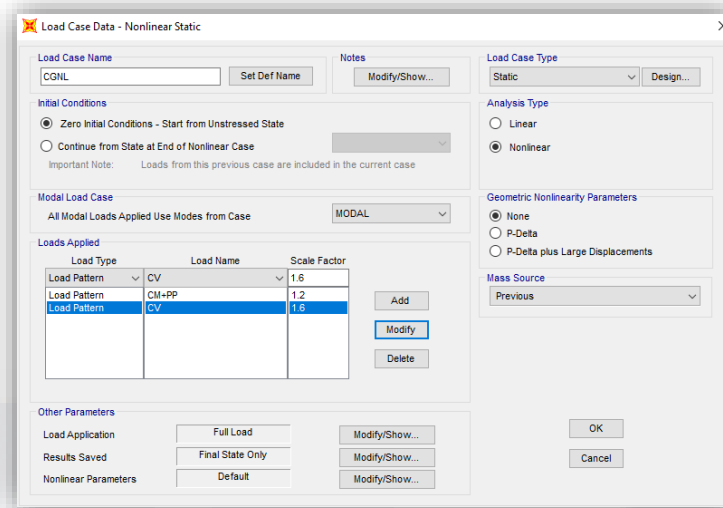 Load Case Data - Nonlinear Static
Load Case Name
CGNL
Set Def Name
Notes
Modify/Show...
Load Case Type
Static
Design...
Initial Conditions
Zero Initial Conditions - Start from Unstressed State
Continue from State at End of Nonlinear Case
Important Note: Loads from this previous case are included in the current case
Analysis Type
Linear
Nonlinear
Modal Load Case
All Modal Loads Applied Use Modes from Case
MODAL
Geometric Nonlinearity Parameters
None
P-Delta
P-Delta plus Large Displacements
Loads Applied
Load Type Load Name Scale Factor
Load Pattern CV 1.6
Load Pattern CM+PP 1.2
Load Pattern CV 1.6
Add
Modify
Delete
Mass Source
Previous
Other Parameters
Load Application Full Load Modify/Show...
Results Saved Final State Only Modify/Show...
Nonlinear Parameters Default Modify/Show...
OK
Cancel